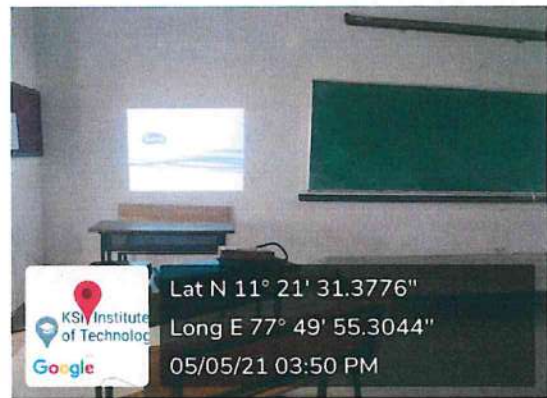 Lat N 11° 21' 31.3776"
Long E 77° 49' 55.3044"
05/05/21 03:50 PM
Institute
of Technolog
Google